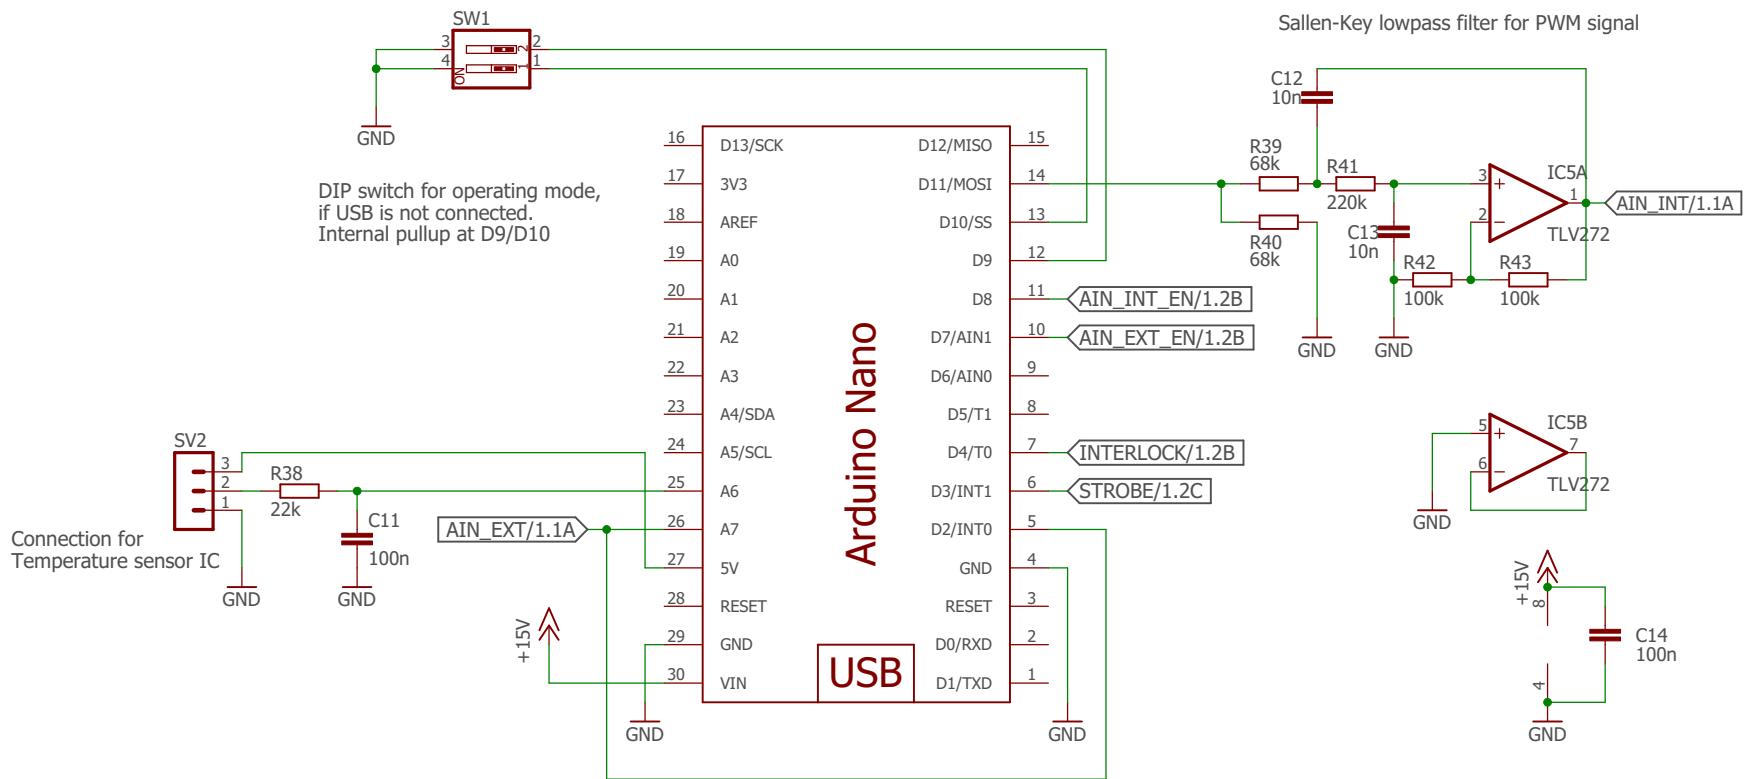 SW1
3
4
2
1
ON
1
2
GND
DIP switch for operating mode,
if USB is not connected.
Internal pullup at D9/D10
Sallen-Key lowpass filter for PWM signal
C12
10n
R39
68k
R41
220k
R40
68k
C13
10n
R42
100k
R43
100k
IC5A
3
2
1
+
−
TLV272
AIN_INT/1.1A
GND
GND
16 D13/SCK
17 3V3
18 AREF
19 A0
20 A1
21 A2
22 A3
23 A4/SDA
24 A5/SCL
25 A6
26 A7
27 5V
28 RESET
29 GND
30 VIN
Arduino Nano
USB
D12/MISO 15
D11/MOSI 14
D10/SS 13
D9 12
D8 11
D7/AIN1 10
D6/AIN0 9
D5/T1 8
D4/T0 7
D3/INT1 6
D2/INT0 5
GND 4
RESET 3
D0/RXD 2
D1/TXD 1
AIN_INT_EN/1.2B
AIN_EXT_EN/1.2B
INTERLOCK/1.2B
STROBE/1.2C
SV2
3
2
1
R38
22k
C11
100n
Connection for
Temperature sensor IC
GND
GND
AIN_EXT/1.1A
+15V
GND
GND
IC5B
5
6
7
+
−
TLV272
GND
+15V
8
4
C14
100n
GND